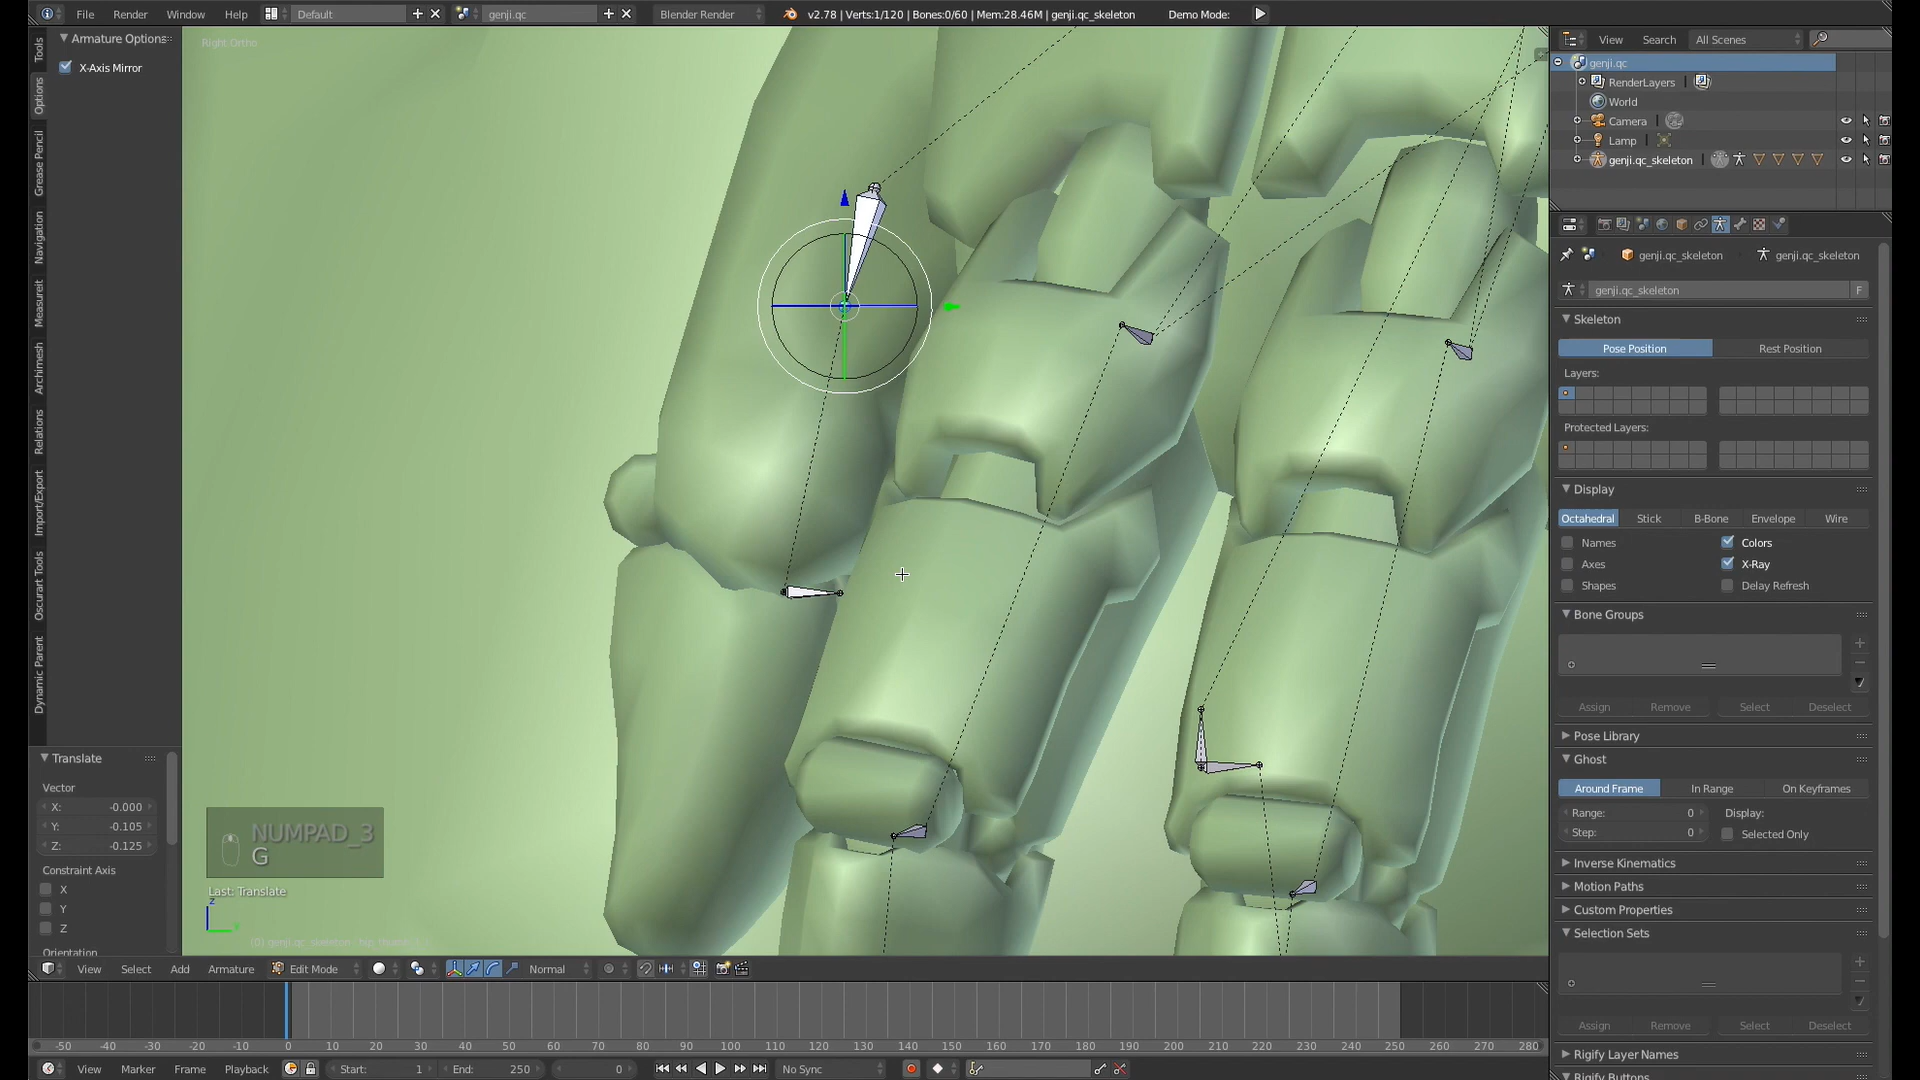 File Render Window Help Default genji.qc Blender Render v2.78 | Verts:1/120 | Bones:0/60 | Mem:28.46M | genji.qc_skeleton Demo Mode:
Armature Options
X-Axis Mirror
Tools
Options
Grease Pencil
Navigation
Measureit
Archimesh
Relations
Import/Export
Oscurart Tools
Dynamic Parent
Right Ortho
Translate
Vector
X: -0.000
Y: -0.105
Z: -0.125
Constraint Axis
X
Y
Z
Orientation
NUMPAD_3
G
Last: Translate
z
View Select Add Armature Edit Mode Normal
-50 -40 -30 -20 -10 0 10 20 30 40 50 60 70 80 90 100 110 120 130 140 150 160 170 180 190 200 210 220 230 240 250 260 270 280
View Marker Frame Playback Start: 1 End: 250 0 No Sync
View Search All Scenes
genji.qc
RenderLayers
World
Camera
Lamp
genji.qc_skeleton
genji.qc_skeleton genji.qc_skeleton
genji.qc_skeleton F
Skeleton
Pose Position Rest Position
Layers:
Protected Layers:
Display
Octahedral Stick B-Bone Envelope Wire
Names Colors
Axes X-Ray
Shapes Delay Refresh
Bone Groups
Assign Remove Select Deselect
Pose Library
Ghost
Around Frame In Range On Keyframes
Range: 0 Display:
Step: 0 Selected Only
Inverse Kinematics
Motion Paths
Custom Properties
Selection Sets
Assign Remove Select Deselect
Rigify Layer Names
Rigify Buttons